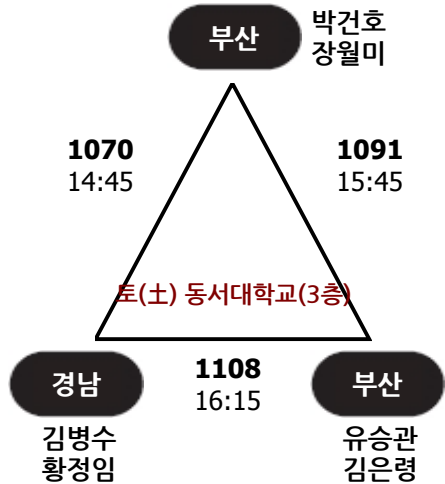 부산
박건호
장월미
1070
14:45
1091
15:45
토(土) 동서대학교(3층)
경남
1108
16:15
부산
김병수
황정임
유승관
김은령